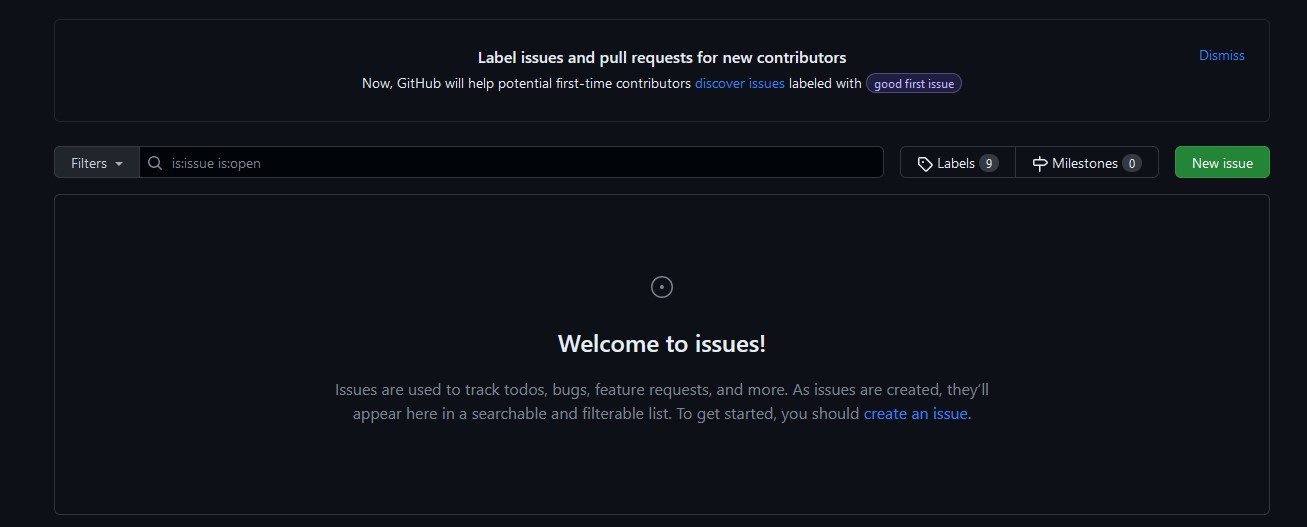 Label issues and pull requests for new contributors
Dismiss
Now, GitHub will help potential first-time contributors discover issues labeled with good first issue
Filters is:issue is:open Labels 9 Milestones 0 New issue
Welcome to issues!
Issues are used to track todos, bugs, feature requests, and more. As issues are created, they’ll
appear here in a searchable and filterable list. To get started, you should create an issue.